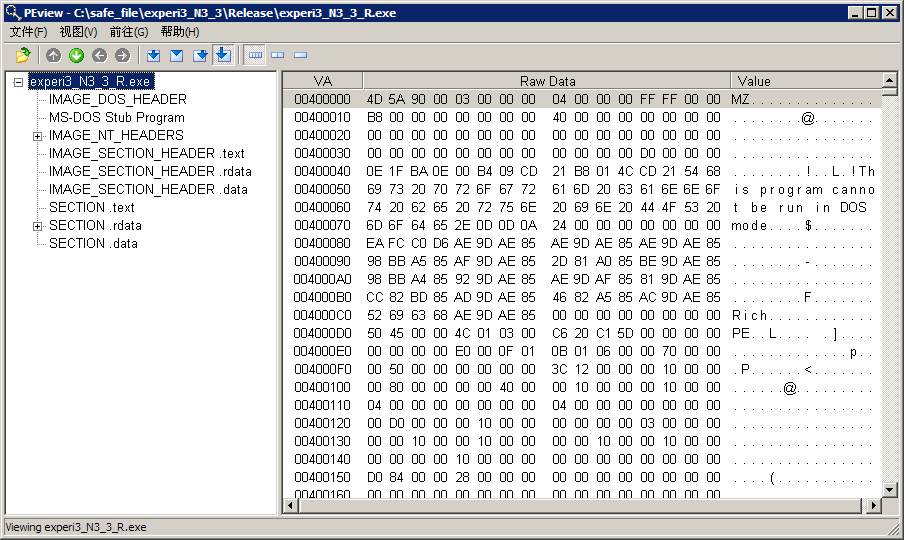 PEview - C:\safe_file\experi3_N3_3\Release\experi3_N3_3_R.exe
文件(F) 视图(V) 前往(G) 帮助(H)
experi3_N3_3_R.exe
IMAGE_DOS_HEADER
MS-DOS Stub Program
IMAGE_NT_HEADERS
IMAGE_SECTION_HEADER .text
IMAGE_SECTION_HEADER .rdata
IMAGE_SECTION_HEADER .data
SECTION .text
SECTION .rdata
SECTION .data
VA Raw Data Value
00400000 4D 5A 90 00 03 00 00 00 04 00 00 00 FF FF 00 00 MZ..............
00400010 B8 00 00 00 00 00 00 00 40 00 00 00 00 00 00 00 ........@.......
00400020 00 00 00 00 00 00 00 00 00 00 00 00 00 00 00 00 ................
00400030 00 00 00 00 00 00 00 00 00 00 00 00 D0 00 00 00 ................
00400040 0E 1F BA 0E 00 B4 09 CD 21 B8 01 4C CD 21 54 68 ........!..L.!Th
00400050 69 73 20 70 72 6F 67 72 61 6D 20 63 61 6E 6E 6F is program canno
00400060 74 20 62 65 20 72 75 6E 20 69 6E 20 44 4F 53 20 t be run in DOS
00400070 6D 6F 64 65 2E 0D 0D 0A 24 00 00 00 00 00 00 00 mode....$.......
00400080 EA FC C0 D6 AE 9D AE 85 AE 9D AE 85 AE 9D AE 85 ................
00400090 98 BB A5 85 AF 9D AE 85 2D 81 A0 85 BE 9D AE 85 ........-.......
004000A0 98 BB A4 85 92 9D AE 85 AE 9D AF 85 81 9D AE 85 ................
004000B0 CC 82 BD 85 AD 9D AE 85 46 82 A5 85 AC 9D AE 85 ........F.......
004000C0 52 69 63 68 AE 9D AE 85 00 00 00 00 00 00 00 00 Rich............
004000D0 50 45 00 00 4C 01 03 00 C6 20 C1 5D 00 00 00 00 PE..L.... .]....
004000E0 00 00 00 00 E0 00 0F 01 0B 01 06 00 00 70 00 00 .............p..
004000F0 00 50 00 00 00 00 00 00 3C 12 00 00 00 10 00 00 .P......<.......
00400100 00 80 00 00 00 00 40 00 00 10 00 00 00 10 00 00 ......@.........
00400110 04 00 00 00 00 00 00 00 04 00 00 00 00 00 00 00 ................
00400120 00 D0 00 00 00 10 00 00 00 00 00 00 03 00 00 00 ................
00400130 00 00 10 00 00 10 00 00 00 00 10 00 00 10 00 00 ................
00400140 00 00 00 00 10 00 00 00 00 00 00 00 00 00 00 00 ................
00400150 D0 84 00 00 28 00 00 00 00 00 00 00 00 00 00 00 ....(...........
00400160 00 00 00 00 00 00 00 00 00 00 00 00 00 00 00 00
Viewing experi3_N3_3_R.exe